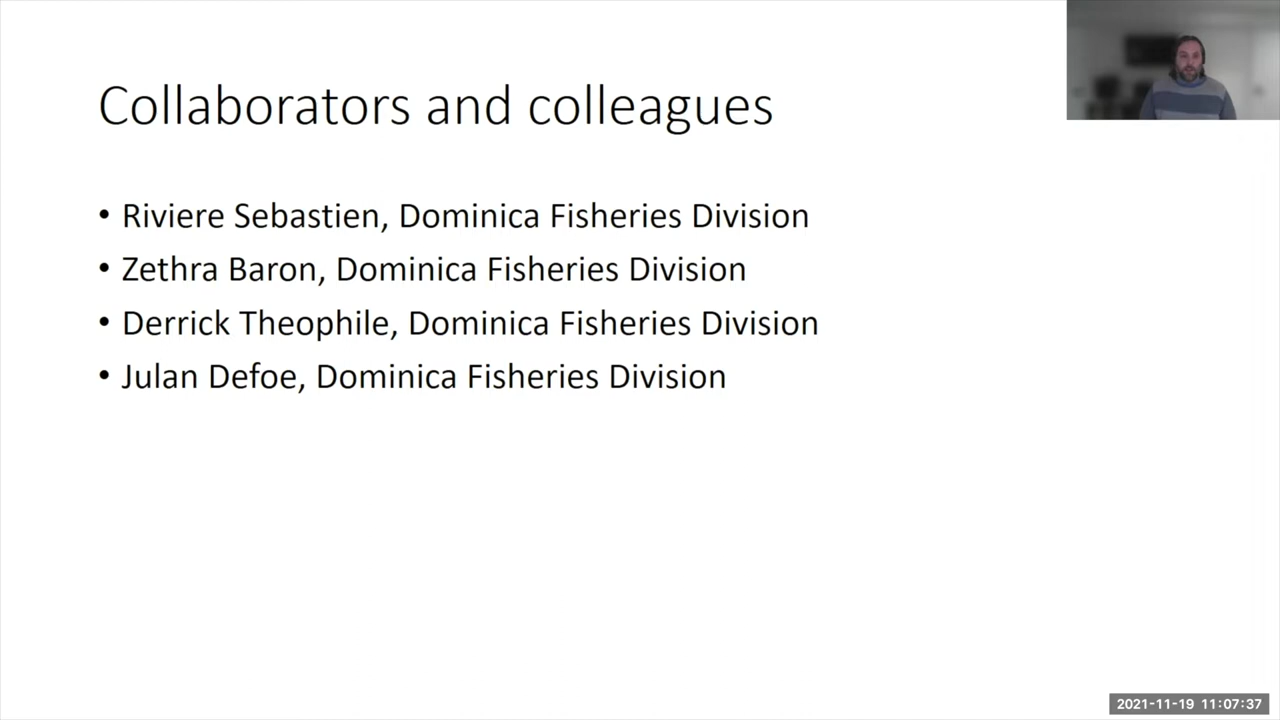 Collaborators and colleagues
• Riviere Sebastien, Dominica Fisheries Division
• Zethra Baron, Dominica Fisheries Division
• Derrick Theophile, Dominica Fisheries Division
• Julan Defoe, Dominica Fisheries Division
2021-11-19 11:07:37